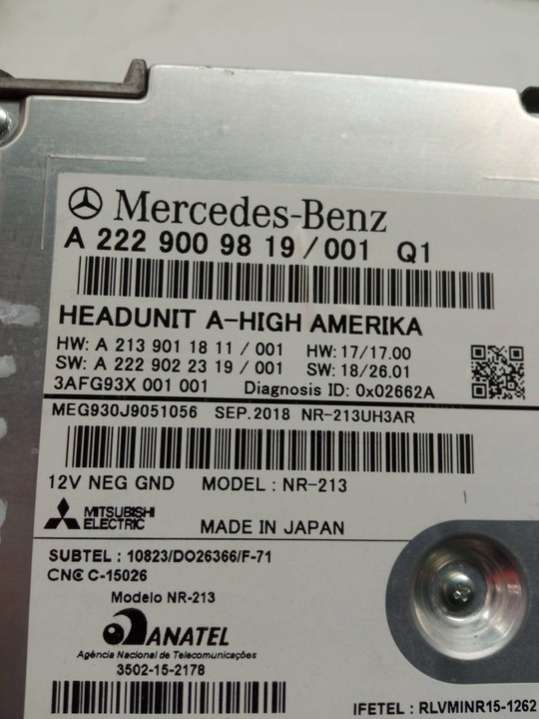 Mercedes-Benz
A 222 900 98 19/001 Q1
HEADUNIT A-HIGH AMERIKA
HW: A 213 901 18 11/001 HW: 17/17.00
SW: A 222 902 23 19/001 SW: 18/26.01
3AFG93X 001 001 Diagnosis ID: 0x02662A
MEG930J9051056 SEP.2018 NR-213UH3AR
12V NEG GND MODEL : NR-213
MITSUBISHI
ELECTRIC
MADE IN JAPAN
SUBTEL : 10823/DO26366/F-71
CNC C-15026
Modelo NR-213
ANATEL
Agência Nacional de Telecomunicações
3502-15-2178
IFETEL : RLVMINR15-1262